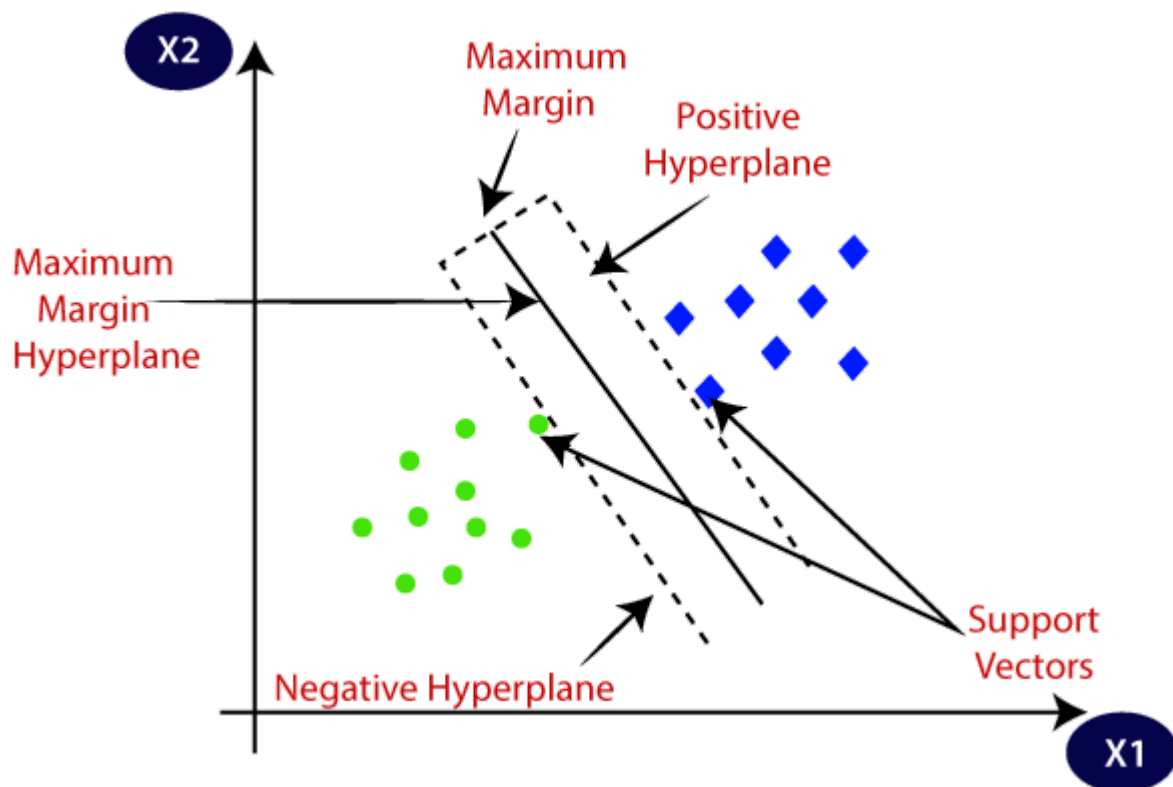 X2
Maximum
Margin
Positive
Hyperplane
Maximum
Margin
Hyperplane
Support
Vectors
Negative Hyperplane
X1